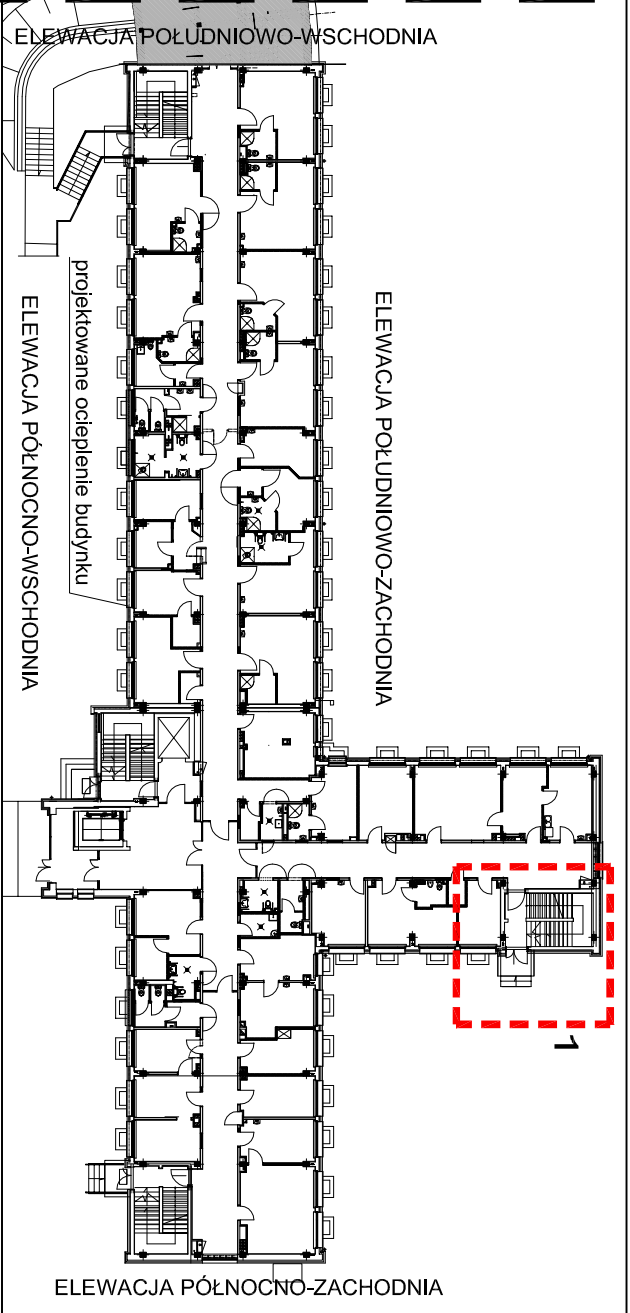 ELEWACJA POŁUDNIOWO-WSCHODNIA
ELEWACJA POŁUDNIOWO-ZACHODNIA
projektowane ocieplenie budynku
ELEWACJA PÓŁNOCNO-WSCHODNIA
1
ELEWACJA PÓŁNOCNO-ZACHODNIA